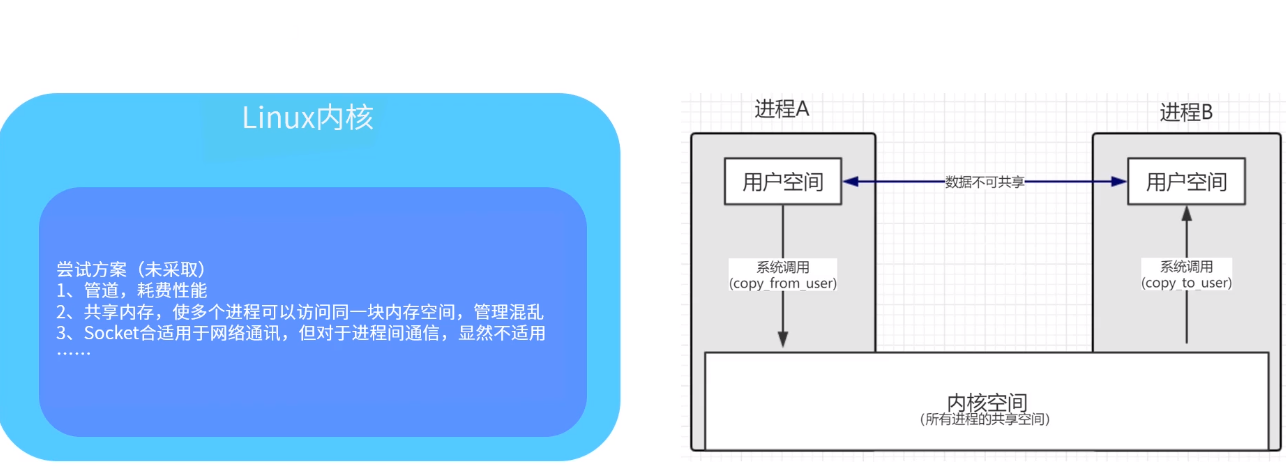 Linux内核
尝试方案（未采取）
1、管道，耗费性能
2、共享内存，使多个进程可以访问同一块内存空间，管理混乱
3、Socket合适用于网络通讯，但对于进程间通信，显然不适用
……
进程A
进程B
用户空间
数据不可共享
用户空间
系统调用
(copy_from_user)
系统调用
(copy_to_user)
内核空间
(所有进程的共享空间)